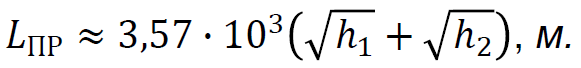 L_ПР ≈ 3,57 · 10³(√h₁ + √h₂), м.